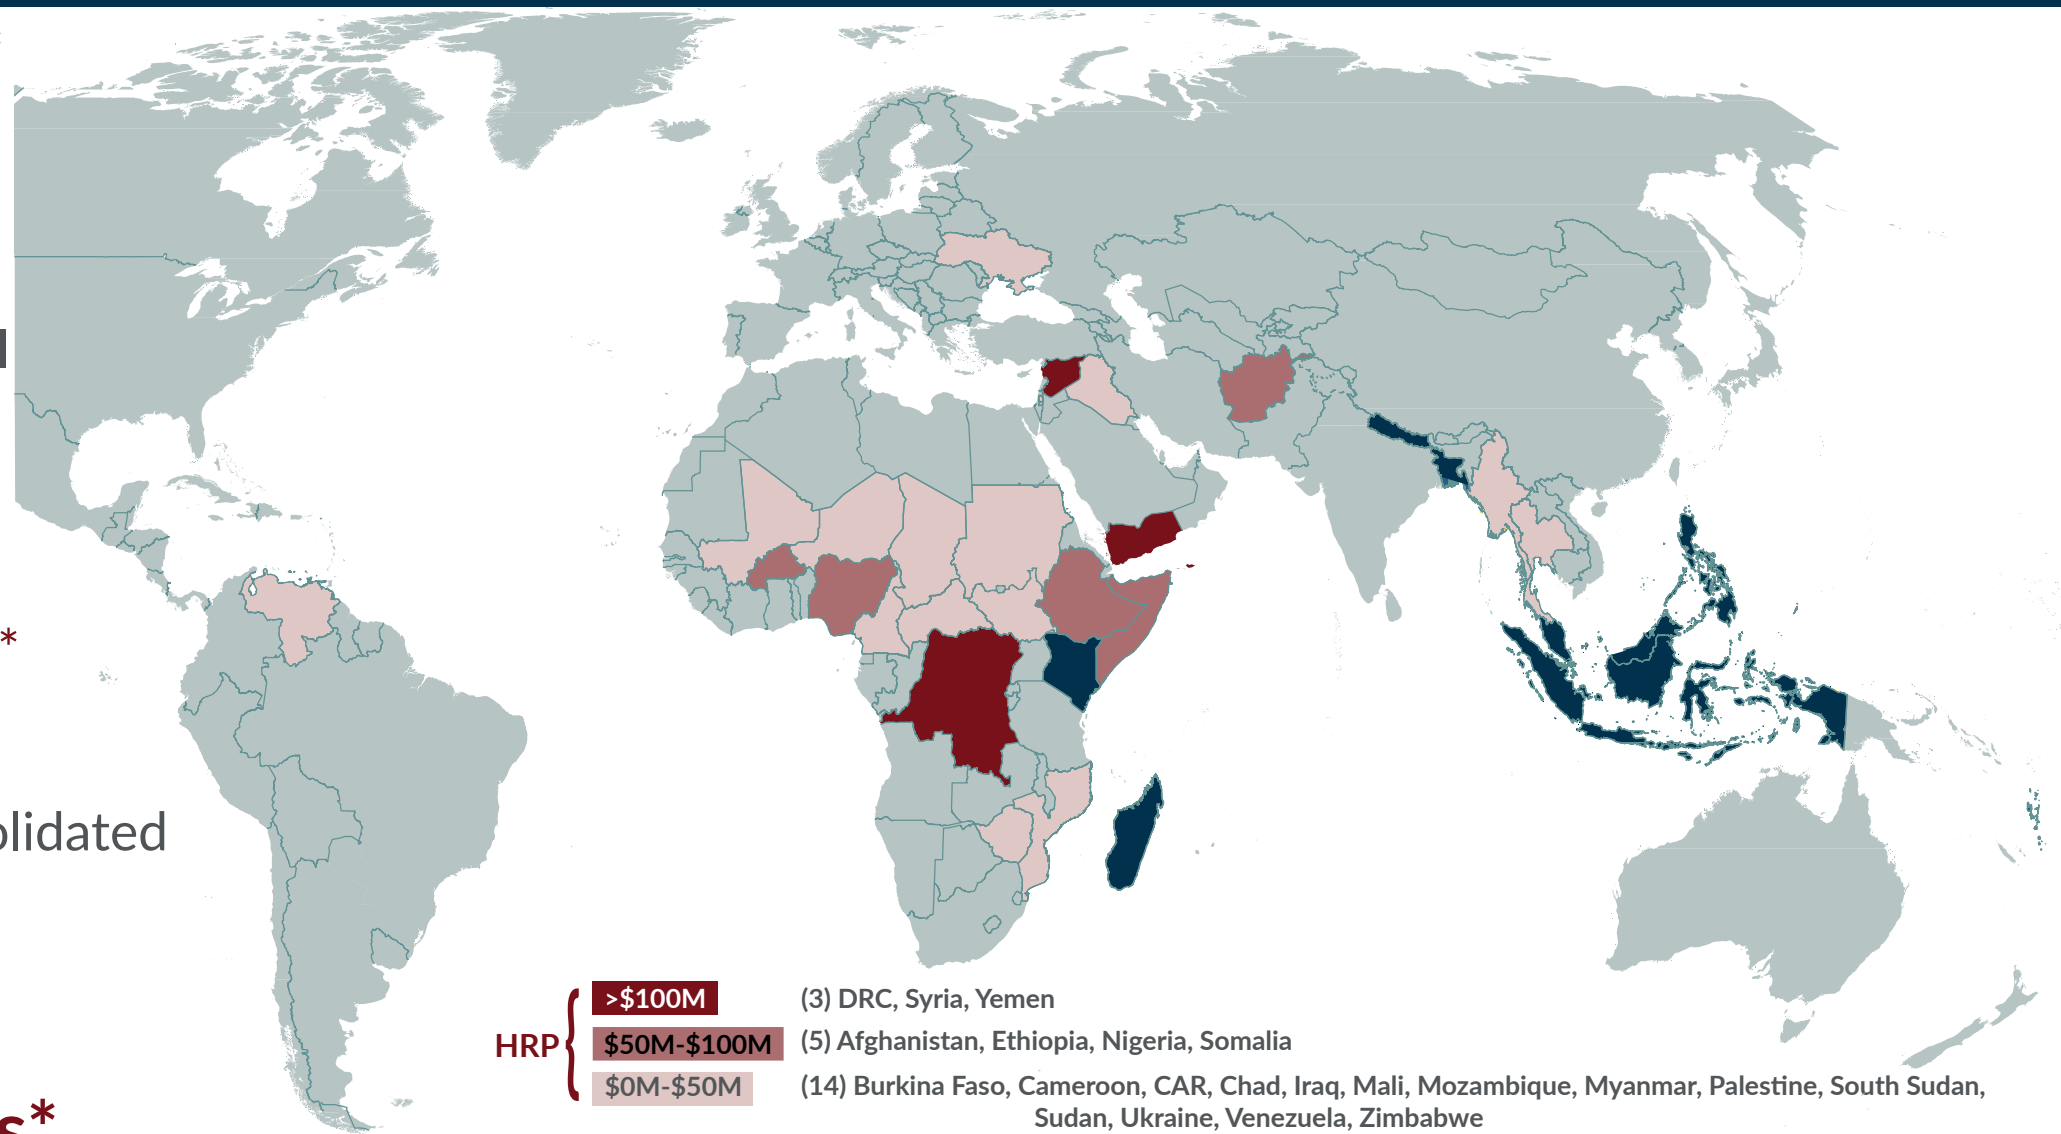 *
olidated
s*
HRP
>$100M
(3) DRC, Syria, Yemen
$50M-$100M
(5) Afghanistan, Ethiopia, Nigeria, Somalia
$0M-$50M
(14) Burkina Faso, Cameroon, CAR, Chad, Iraq, Mali, Mozambique, Myanmar, Palestine, South Sudan,
Sudan, Ukraine, Venezuela, Zimbabwe